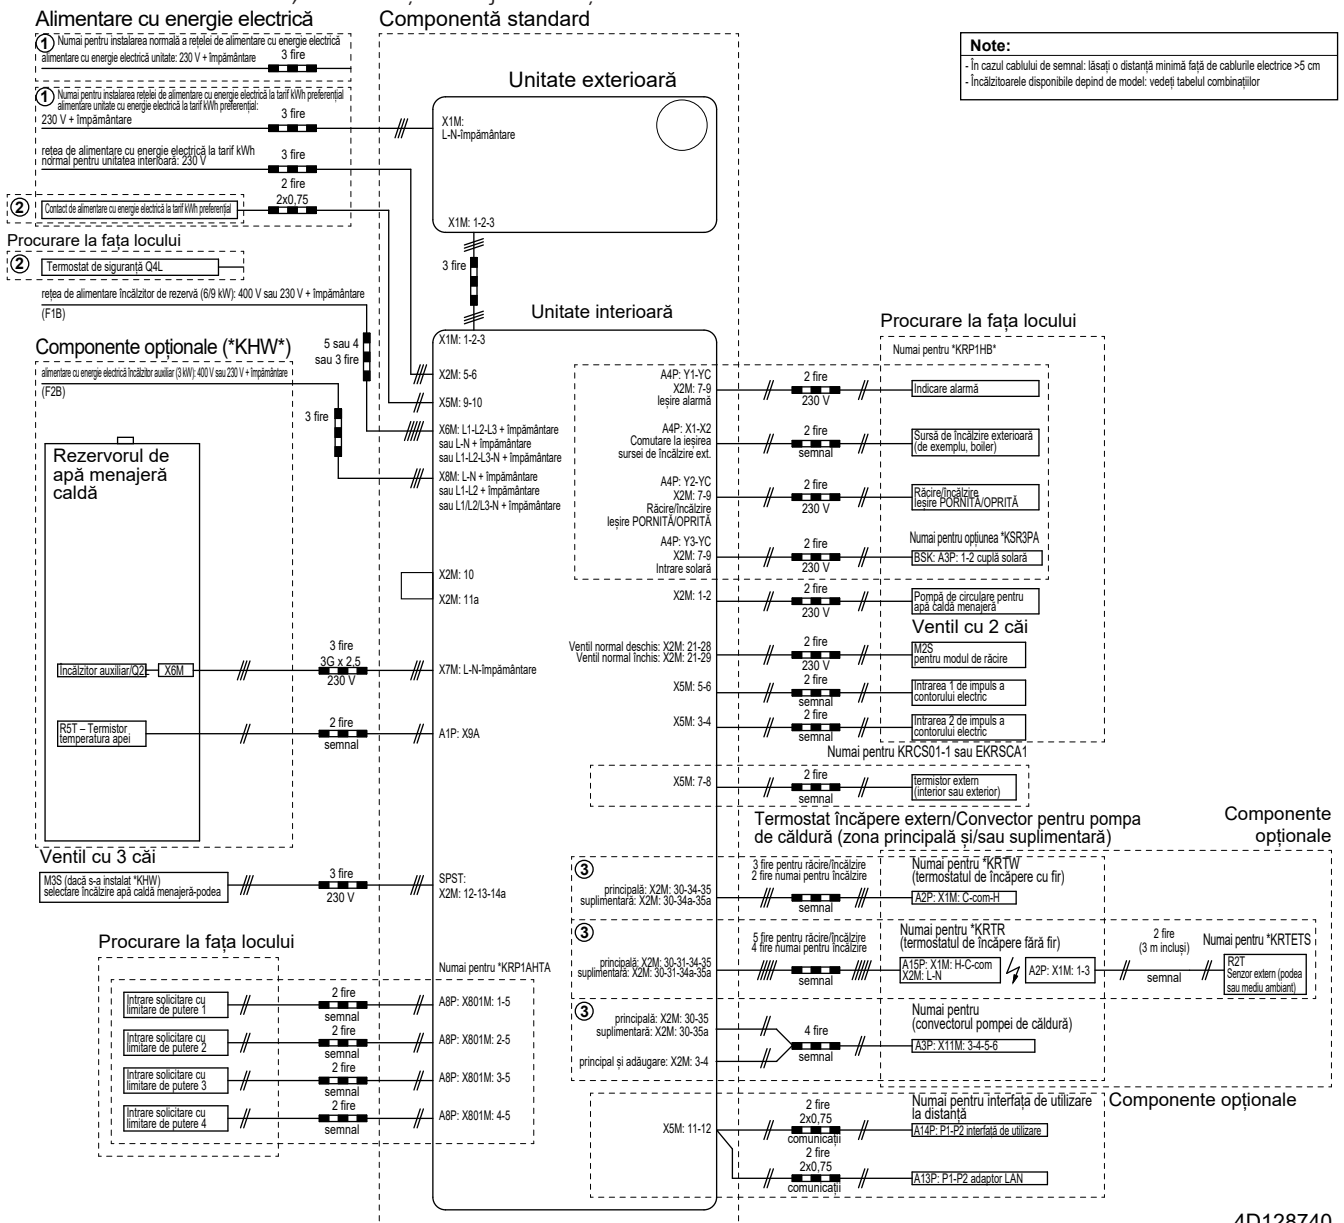 Alimentare cu energie electrică
1 Numai pentru instalarea normală a rețelei de alimentare cu energie electrică
alimentare cu energie electrică unitate: 230 V + împământare
3 fire
1 Numai pentru instalarea rețelei de alimentare cu energie electrică la tarif kWh preferențial
alimentare unitate cu energie electrică la tarif kWh preferențial:
230 V + împământare
3 fire
rețea de alimentare cu energie electrică la tarif kWh
normal pentru unitatea interioară: 230 V
3 fire
2 fire
2x0,75
2
Contact de alimentare cu energie electrică la tarif kWh preferențial
Procurare la fața locului
2
Termostat de siguranță Q4L
rețea de alimentare încălzitor de rezervă (6/9 kW): 400 V sau 230 V + împământare
(F1B)
5 sau 4
sau 3 fire
Componente opționale (*KHW*)
alimentare cu energie electrică încălzitor auxiliar (3 kW): 400 V sau 230 V + împământare
(F2B)
3 fire
Rezervorul de
apă menajeră
caldă
Încălzitor auxiliar/Q2L
X6M
3 fire
3G x 2,5
230 V
R5T – Termistor
temperatura apei
2 fire
semnal
Ventil cu 3 căi
M3S (dacă s-a instalat *KHW)
selectare încălzire apă caldă menajeră-podea
3 fire
230 V
Procurare la fața locului
Intrare solicitare cu
limitare de putere 1
2 fire
semnal
Intrare solicitare cu
limitare de putere 2
2 fire
semnal
Intrare solicitare cu
limitare de putere 3
2 fire
semnal
Intrare solicitare cu
limitare de putere 4
2 fire
semnal
Componentă standard
Unitate exterioară
X1M:
L-N-împământare
X1M: 1-2-3
3 fire
Unitate interioară
X1M: 1-2-3
X2M: 5-6
X5M: 9-10
X6M: L1-L2-L3 + împământare
sau L-N + împământare
sau L1-L2-L3-N + împământare
X8M: L-N + împământare
sau L1-L2 + împământare
sau L1/L2/L3-N + împământare
X2M: 10
X2M: 11a
X7M: L-N-împământare
A1P: X9A
SPST:
X2M: 12-13-14a
Numai pentru *KRP1AHTA
A8P: X801M: 1-5
A8P: X801M: 2-5
A8P: X801M: 3-5
A8P: X801M: 4-5
Note:
- În cazul cablului de semnal: lăsați o distanță minimă față de cablurile electrice >5 cm
- Încălzitoarele disponibile depind de model: vedeți tabelul combinațiilor
Procurare la fața locului
Numai pentru *KRP1HB*
A4P: Y1-YC
X2M: 7-9
Ieșire alarmă
2 fire
230 V
Indicare alarmă
A4P: X1-X2
Comutare la ieșirea
sursei de încălzire ext.
2 fire
semnal
Sursă de încălzire exterioară
(de exemplu, boiler)
A4P: Y2-YC
X2M: 7-9
Răcire/Încălzire
Ieșire PORNITĂ/OPRITĂ
2 fire
230 V
Răcire/Încălzire
Ieșire PORNITĂ/OPRITĂ
Numai pentru opțiunea *KSR3PA
A4P: Y3-YC
X2M: 7-9
Intrare solară
2 fire
230 V
BSK: A3P: 1-2 cuplă solară
X2M: 1-2
2 fire
230 V
Pompă de circulare pentru
apă caldă menajeră
Ventil cu 2 căi
Ventil normal deschis: X2M: 21-28
Ventil normal închis: X2M: 21-29
2 fire
230 V
M2S
pentru modul de răcire
X5M: 5-6
2 fire
semnal
Intrarea 1 de impuls a
contorului electric
X5M: 3-4
2 fire
semnal
Intrarea 2 de impuls a
contorului electric
Numai pentru KRCS01-1 sau EKRSCA1
X5M: 7-8
2 fire
semnal
termistor extern
(interior sau exterior)
Termostat încăpere extern/Convector pentru pompa
de căldură (zona principală și/sau suplimentară)
Componente
opționale
3
principală: X2M: 30-34-35
suplimentară: X2M: 30-34a-35a
3 fire pentru răcire/încălzire
2 fire numai pentru încălzire
semnal
Numai pentru *KRTW
(termostatul de încăpere cu fir)
A2P: X1M: C-com-H
3
principală: X2M: 30-31-34-35
suplimentară: X2M: 30-31-34a-35a
5 fire pentru răcire/încălzire
4 fire numai pentru încălzire
semnal
Numai pentru *KRTR
(termostatul de încăpere fără fir)
A15P: X1M: H-C-com
X2M: L-N
A2P: X1M: 1-3
2 fire
(3 m incluși)
semnal
Numai pentru *KRTETS
R2T
Senzor extern (podea
sau mediu ambiant)
3
principală: X2M: 30-35
suplimentară: X2M: 30-35a
principal și adăugare: X2M: 3-4
4 fire
semnal
Numai pentru
(convectorul pompei de căldură)
A3P: X11M: 3-4-5-6
Componente opționale
X5M: 11-12
2 fire
2x0,75
comunicații
Numai pentru interfața de utilizare
la distanță
A14P: P1-P2 interfață de utilizare
2 fire
2x0,75
comunicații
A13P: P1-P2 adaptor LAN
4D128740